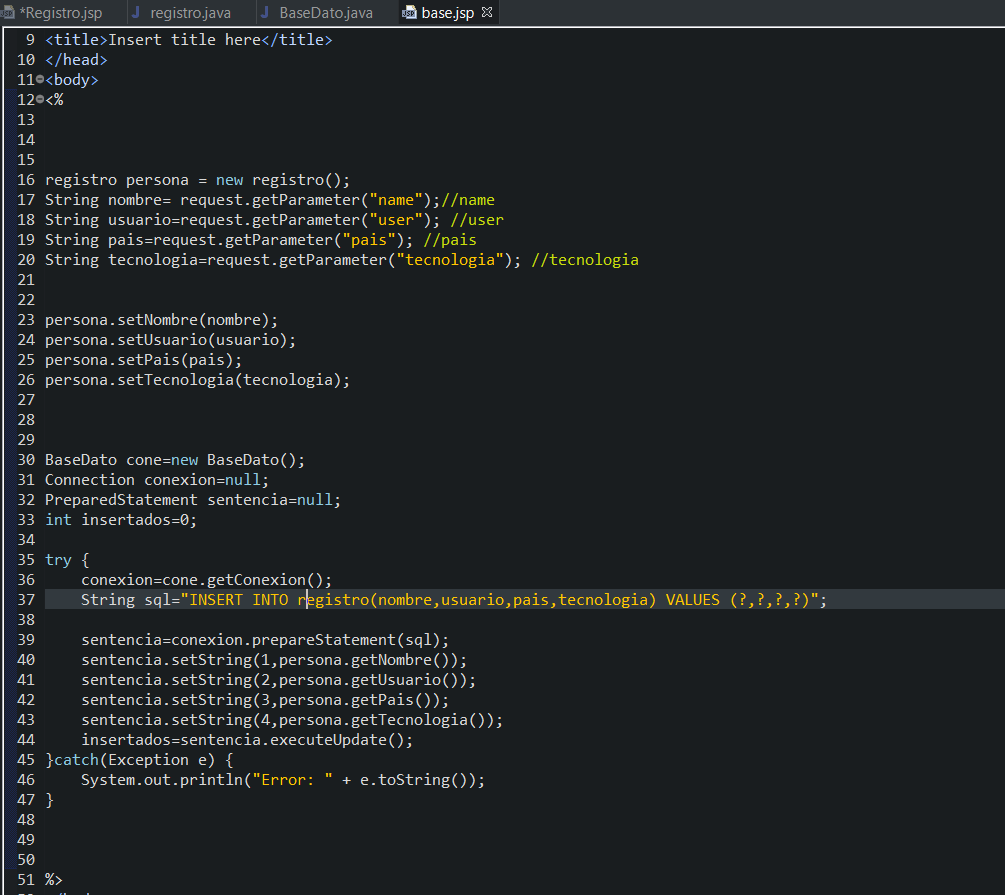 *Registro.jsp registro.java BaseDato.java base.jsp
9 <title>Insert title here</title>
10 </head>
11 <body>
12 <%
13
14
15
16 registro persona = new registro();
17 String nombre= request.getParameter("name");//name
18 String usuario=request.getParameter("user"); //user
19 String pais=request.getParameter("pais"); //pais
20 String tecnologia=request.getParameter("tecnologia"); //tecnologia
21
22
23 persona.setNombre(nombre);
24 persona.setUsuario(usuario);
25 persona.setPais(pais);
26 persona.setTecnologia(tecnologia);
27
28
29
30 BaseDato cone=new BaseDato();
31 Connection conexion=null;
32 PreparedStatement sentencia=null;
33 int insertados=0;
34
35 try {
36     conexion=cone.getConexion();
37     String sql="INSERT INTO registro(nombre,usuario,pais,tecnologia) VALUES (?,?,?,?)";
38
39     sentencia=conexion.prepareStatement(sql);
40     sentencia.setString(1,persona.getNombre());
41     sentencia.setString(2,persona.getUsuario());
42     sentencia.setString(3,persona.getPais());
43     sentencia.setString(4,persona.getTecnologia());
44     insertados=sentencia.executeUpdate();
45 }catch(Exception e) {
46     System.out.println("Error: " + e.toString());
47 }
48
49
50
51 %>